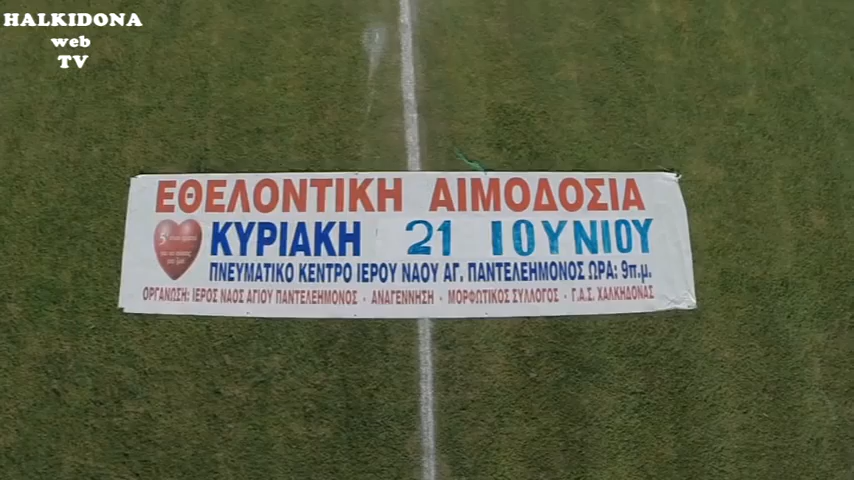 HALKIDONA
web
TV
ΕΘΕΛΟΝΤΙΚΗ ΑΙΜΟΔΟΣΙΑ
ΚΥΡΙΑΚΗ 21 ΙΟΥΝΙΟΥ
ΠΝΕΥΜΑΤΙΚΟ ΚΕΝΤΡΟ ΙΕΡΟΥ ΝΑΟΥ ΑΓ. ΠΑΝΤΕΛΕΗΜΟΝΟΣ ΩΡΑ: 9π.μ.
ΟΡΓΑΝΩΣΗ: ΙΕΡΟΣ ΝΑΟΣ ΑΓΙΟΥ ΠΑΝΤΕΛΕΗΜΟΝΟΣ · ΑΝΑΓΕΝΝΗΣΗ · ΜΟΡΦΩΤΙΚΟΣ ΣΥΛΛΟΓΟΣ · Γ.Α.Σ. ΧΑΛΚΗΔΟΝΑΣ